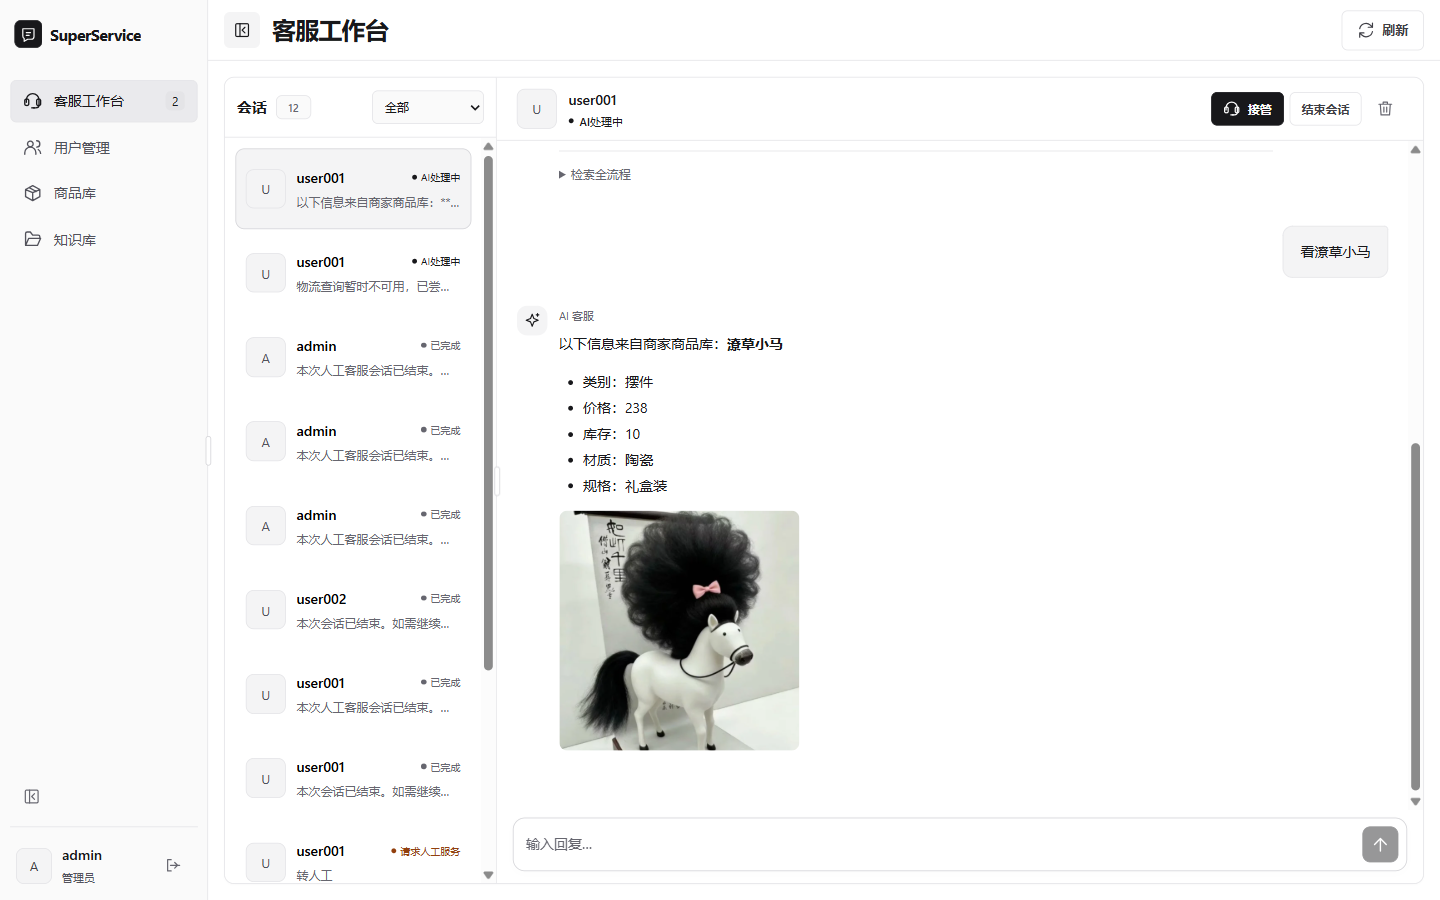 SuperService
客服工作台
2
用户管理
商品库
知识库
A
admin
管理员
客服工作台
刷新
会话
12
全部
U
user001
AI处理中
以下信息来自商家商品库：**...
U
user001
AI处理中
物流查询暂时不可用，已尝...
A
admin
已完成
本次人工客服会话已结束。...
A
admin
已完成
本次人工客服会话已结束。...
A
admin
已完成
本次人工客服会话已结束。...
U
user002
已完成
本次会话已结束。如需继续...
U
user001
已完成
本次人工客服会话已结束。...
U
user001
已完成
本次会话已结束。如需继续...
U
user001
请求人工服务
转人工
U
user001
AI处理中
接管
结束会话
检索全流程
看潦草小马
AI 客服
以下信息来自商家商品库：潦草小马
类别：摆件
价格：238
库存：10
材质：陶瓷
规格：礼盒装
千里
输入回复...